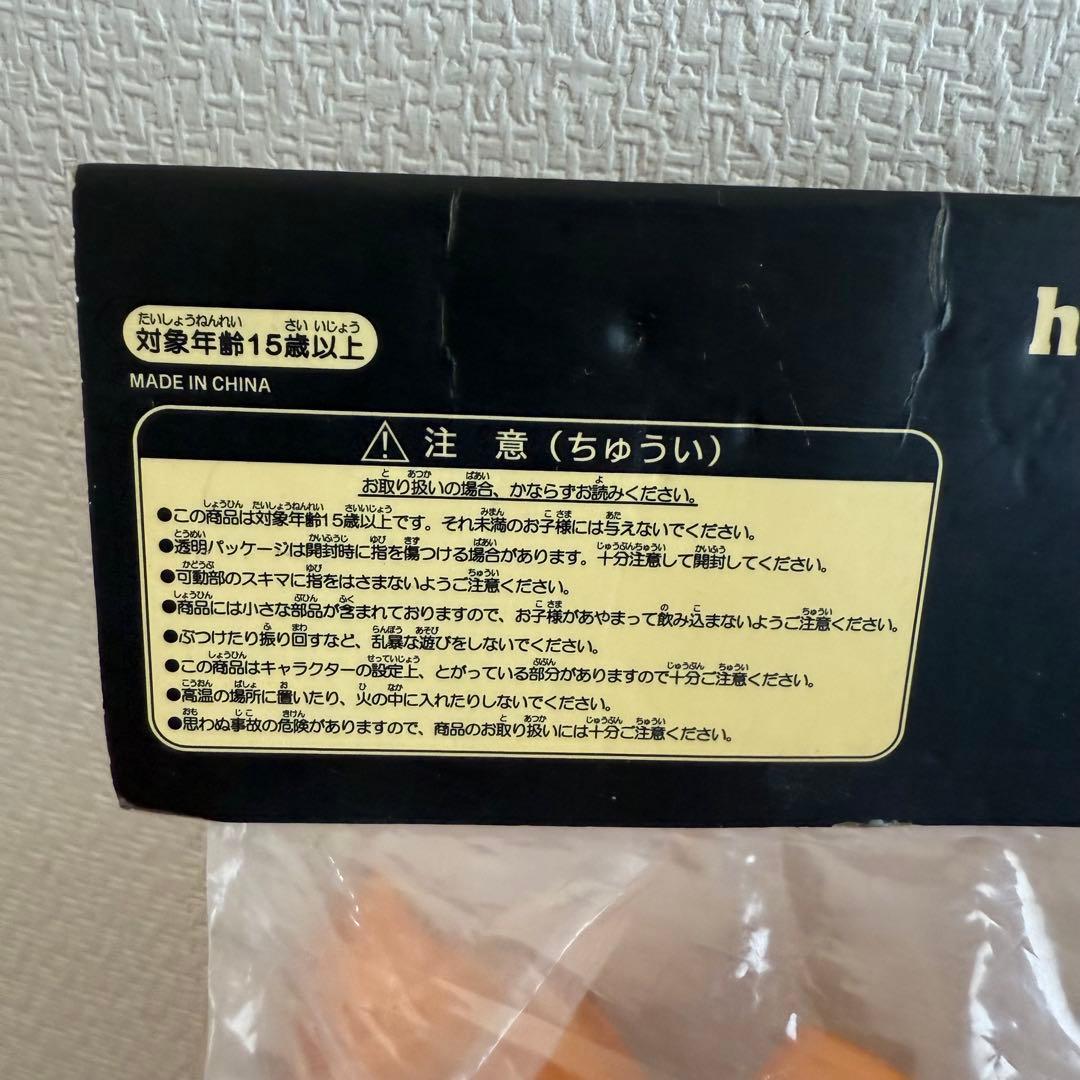 対象年齢15歳以上
MADE IN CHINA
h
注 意（ちゅうい）
お取り扱いの場合、かならずお読みください。
●この商品は対象年齢15歳以上です。それ未満のお子様には与えないでください。
●透明パッケージは開封時に指を傷つける場合があります。十分注意して開封してください。
●可動部のスキマに指をはさまないようご注意ください。
●商品には小さな部品が含まれておりますので、お子様があやまって飲み込まないようご注意ください。
●ぶつけたり振り回すなど、乱暴な遊びをしないでください。
●この商品はキャラクターの設定上、とがっている部分がありますので十分ご注意ください。
●高温の場所に置いたり、火の中に入れたりしないでください。
●思わぬ事故の危険がありますので、商品のお取り扱いには十分ご注意ください。